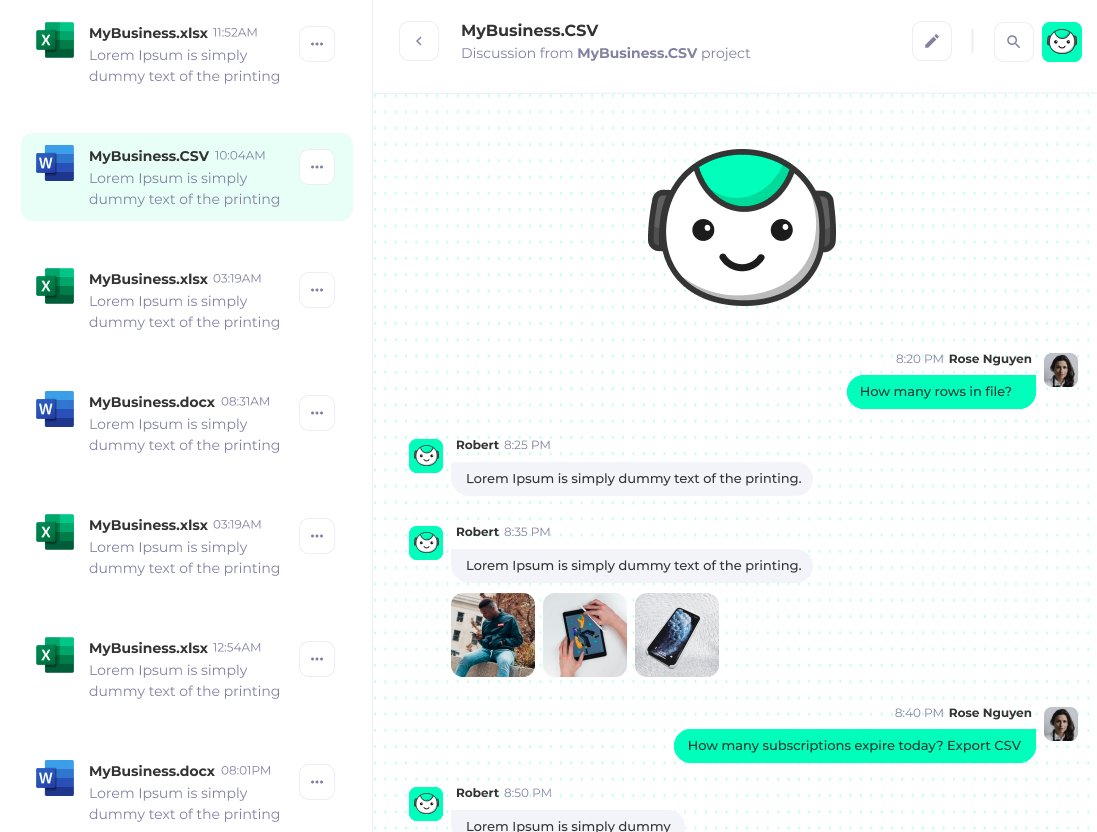 MyBusiness.xlsx 11:52AM
Lorem Ipsum is simply
dummy text of the printing
MyBusiness.CSV 10:04AM
Lorem Ipsum is simply
dummy text of the printing
MyBusiness.xlsx 03:19AM
Lorem Ipsum is simply
dummy text of the printing
MyBusiness.docx 08:31AM
Lorem Ipsum is simply
dummy text of the printing
MyBusiness.xlsx 03:19AM
Lorem Ipsum is simply
dummy text of the printing
MyBusiness.xlsx 12:54AM
Lorem Ipsum is simply
dummy text of the printing
MyBusiness.docx 08:01PM
Lorem Ipsum is simply
dummy text of the printing
MyBusiness.CSV
Discussion from MyBusiness.CSV project
8:20 PM Rose Nguyen
How many rows in file?
Robert 8:25 PM
Lorem Ipsum is simply dummy text of the printing.
Robert 8:35 PM
Lorem Ipsum is simply dummy text of the printing.
8:40 PM Rose Nguyen
How many subscriptions expire today? Export CSV
Robert 8:50 PM
Lorem Ipsum is simply dummy